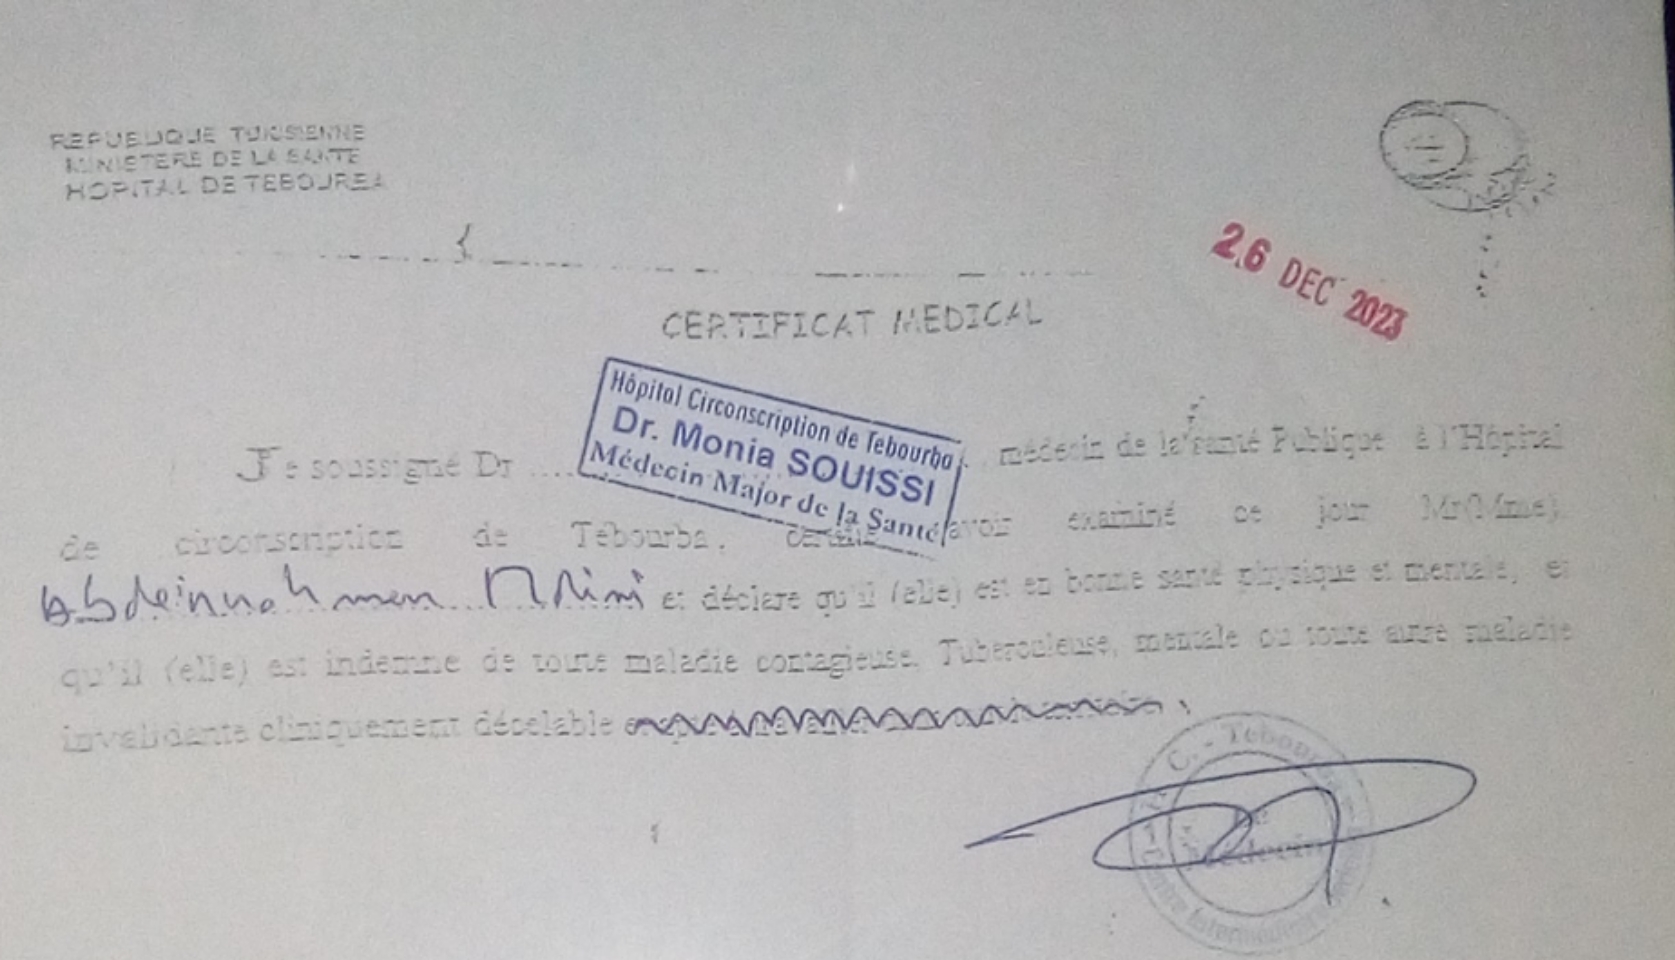 REPUBLIQUE TUNISIENNE
MINISTERE DE LA SANTE
HOPITAL DE TEBOURBA
26 DEC 2023
CERTIFICAT MEDICAL
Hôpital Circonscription de Tebourba
Dr. Monia SOUISSI
Médecin Major de la Santé
Je soussigné Dr ...., médecin de la santé Publique à l'Hôpital
de circonscription de Tebourba, certifie avoir examiné ce jour Mr(Mme).
et déclare qu'il (elle) est en bonne santé physique et mentale, et
qu'il (elle) est indemne de toute maladie contagieuse, Tuberculeuse, mentale ou toute autre maladie
invalidante cliniquement décelable
Médecin